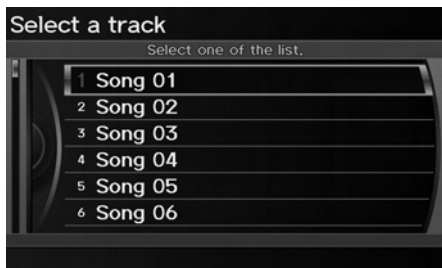 Select a track
Select one of the list.
1 Song 01
2 Song 02
3 Song 03
4 Song 04
5 Song 05
6 Song 06